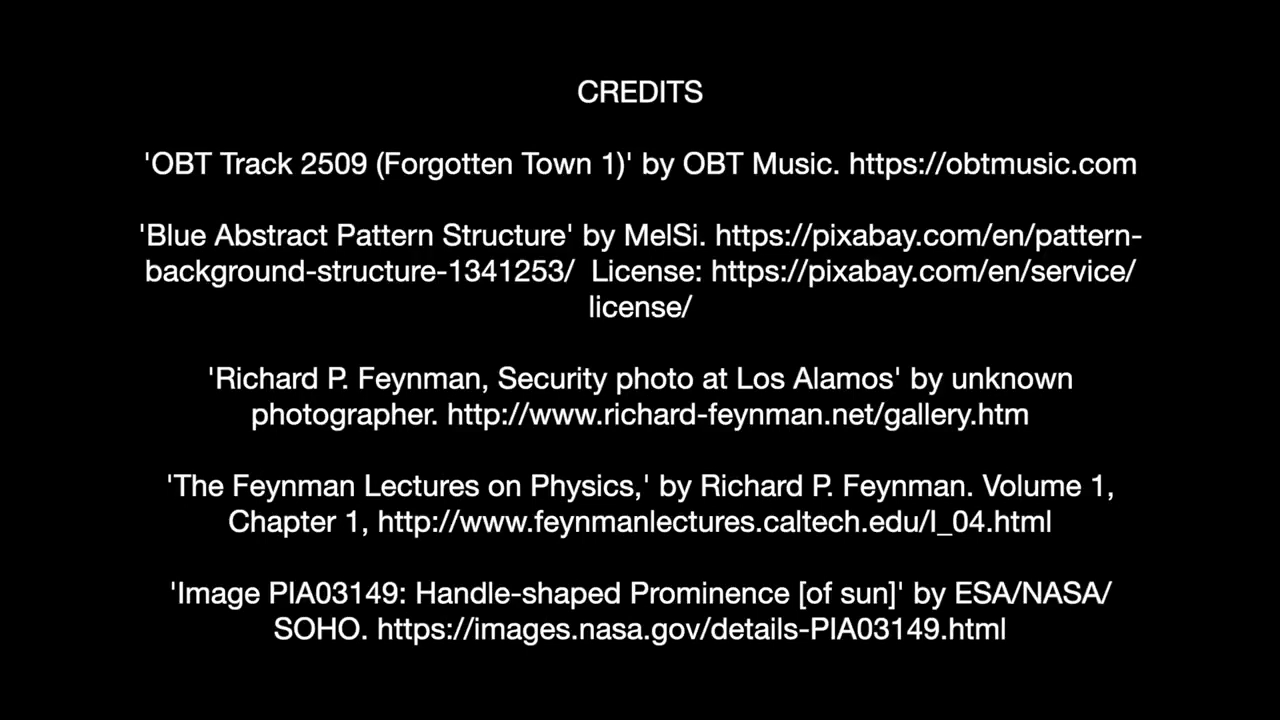 CREDITS
'OBT Track 2509 (Forgotten Town 1)' by OBT Music. https://obtmusic.com
'Blue Abstract Pattern Structure' by MelSi. https://pixabay.com/en/pattern-
background-structure-1341253/  License: https://pixabay.com/en/service/
license/
'Richard P. Feynman, Security photo at Los Alamos' by unknown
photographer. http://www.richard-feynman.net/gallery.htm
'The Feynman Lectures on Physics,' by Richard P. Feynman. Volume 1,
Chapter 1, http://www.feynmanlectures.caltech.edu/I_04.html
'Image PIA03149: Handle-shaped Prominence [of sun]' by ESA/NASA/
SOHO. https://images.nasa.gov/details-PIA03149.html